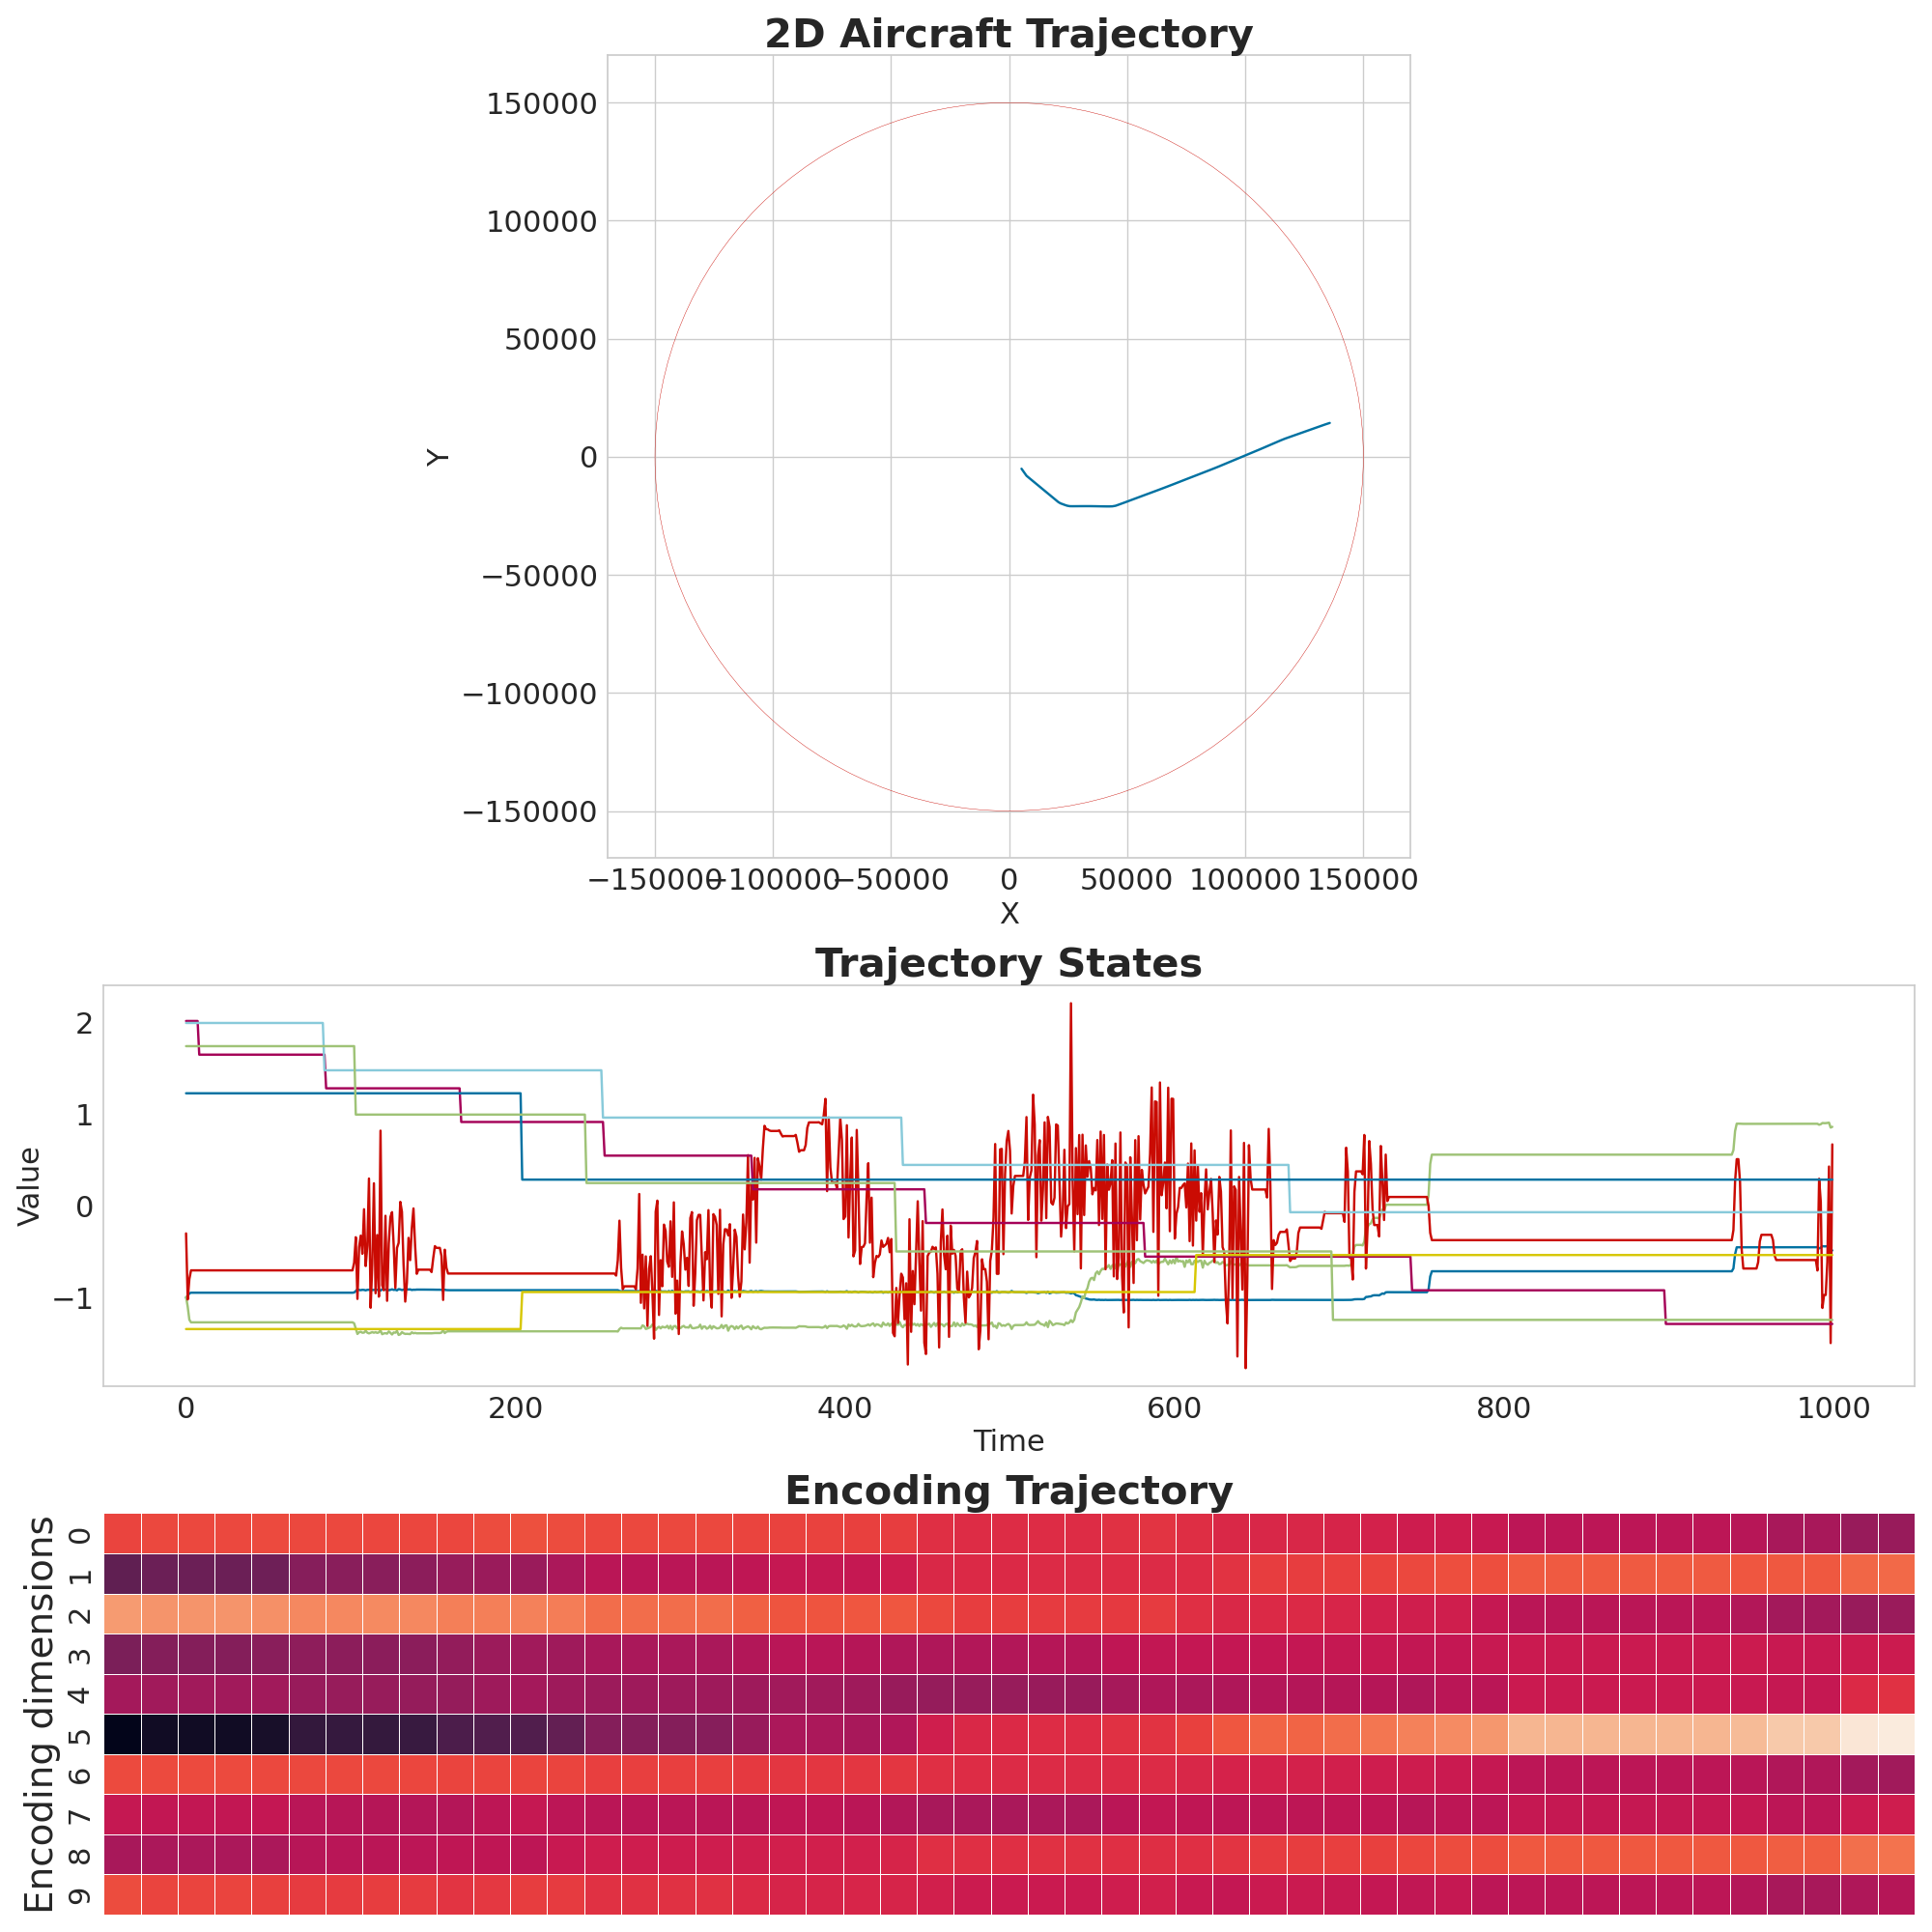 2D Aircraft Trajectory
150000
100000
50000
0
−50000
−100000
−150000
Y
−150000 −100000 −50000 0 50000 100000 150000
X
Trajectory States
2
1
0
−1
Value
0 200 400 600 800 1000
Time
Encoding Trajectory
0
1
2
3
4
5
6
7
8
9
Encoding dimensions